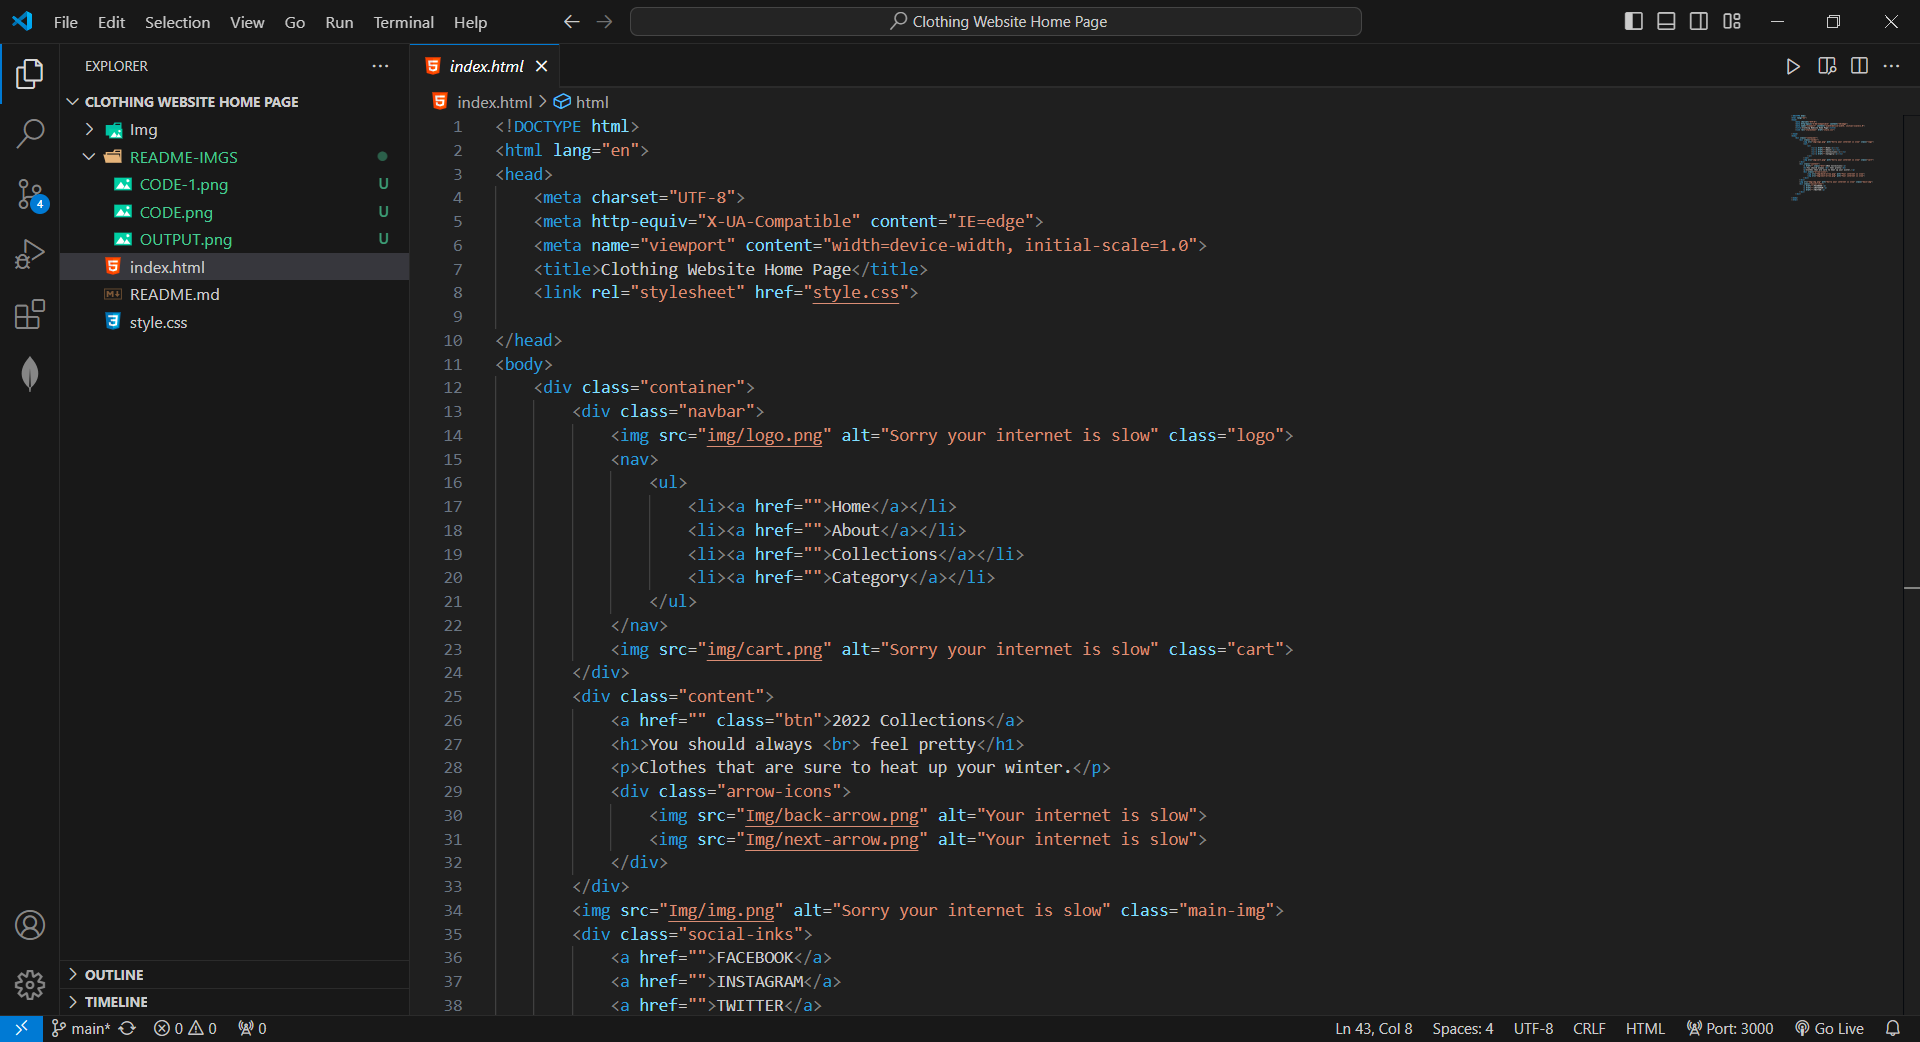 File Edit Selection View Go Run Terminal Help
Clothing Website Home Page
EXPLORER
CLOTHING WEBSITE HOME PAGE
Img
README-IMGS
CODE-1.png U
CODE.png U
OUTPUT.png U
index.html
README.md
style.css
4
OUTLINE
TIMELINE
index.html
index.html > html
1 <!DOCTYPE html>
2 <html lang="en">
3 <head>
4 <meta charset="UTF-8">
5 <meta http-equiv="X-UA-Compatible" content="IE=edge">
6 <meta name="viewport" content="width=device-width, initial-scale=1.0">
7 <title>Clothing Website Home Page</title>
8 <link rel="stylesheet" href="style.css">
9
10 </head>
11 <body>
12 <div class="container">
13 <div class="navbar">
14 <img src="img/logo.png" alt="Sorry your internet is slow" class="logo">
15 <nav>
16 <ul>
17 <li><a href="">Home</a></li>
18 <li><a href="">About</a></li>
19 <li><a href="">Collections</a></li>
20 <li><a href="">Category</a></li>
21 </ul>
22 </nav>
23 <img src="img/cart.png" alt="Sorry your internet is slow" class="cart">
24 </div>
25 <div class="content">
26 <a href="" class="btn">2022 Collections</a>
27 <h1>You should always <br> feel pretty</h1>
28 <p>Clothes that are sure to heat up your winter.</p>
29 <div class="arrow-icons">
30 <img src="Img/back-arrow.png" alt="Your internet is slow">
31 <img src="Img/next-arrow.png" alt="Your internet is slow">
32 </div>
33 </div>
34 <img src="Img/img.png" alt="Sorry your internet is slow" class="main-img">
35 <div class="social-inks">
36 <a href="">FACEBOOK</a>
37 <a href="">INSTAGRAM</a>
38 <a href="">TWITTER</a>
main* 0 0 0 Ln 43, Col 8 Spaces: 4 UTF-8 CRLF HTML Port: 3000 Go Live